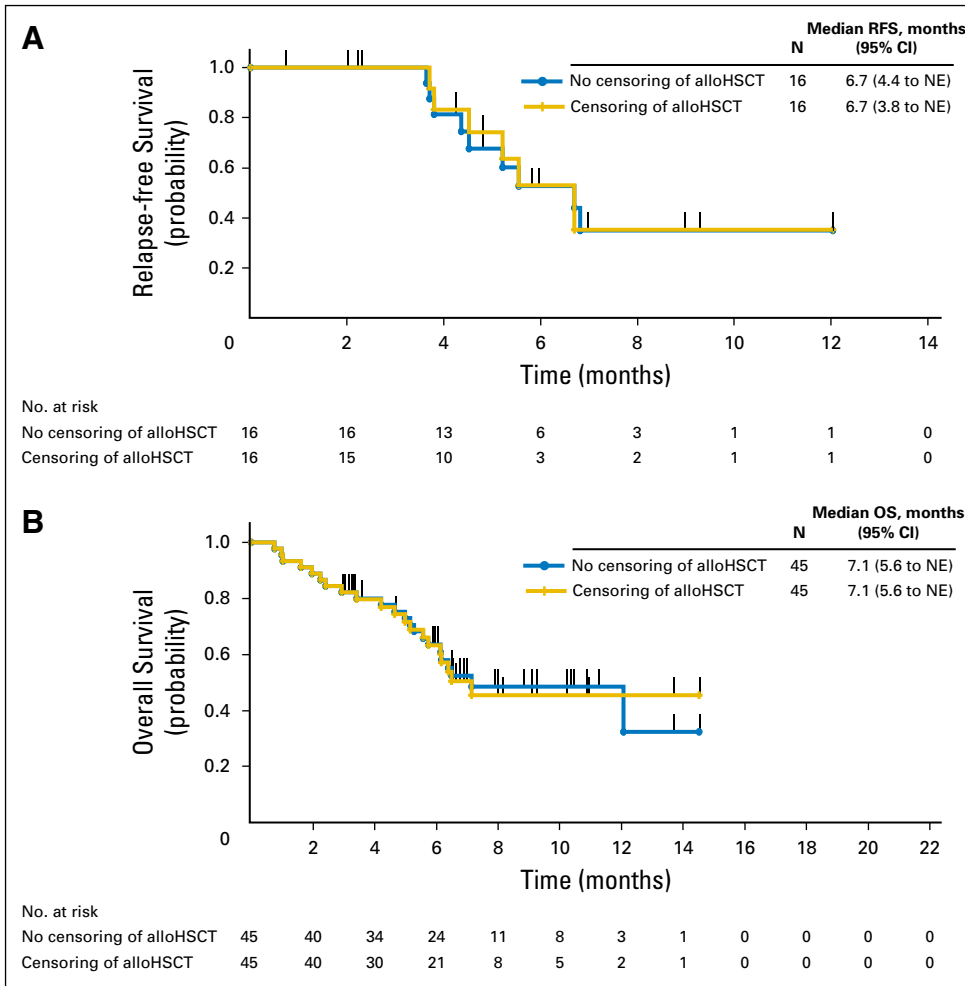 A
Median RFS, months
N (95% CI)
No censoring of alloHSCT 16 6.7 (4.4 to NE)
Censoring of alloHSCT 16 6.7 (3.8 to NE)
Relapse-free Survival
(probability)
1.0
0.8
0.6
0.4
0.2
0 2 4 6 8 10 12 14
Time (months)
No. at risk
No censoring of alloHSCT 16 16 13 6 3 1 1 0
Censoring of alloHSCT 16 15 10 3 2 1 1 0
B
Median OS, months
N (95% CI)
No censoring of alloHSCT 45 7.1 (5.6 to NE)
Censoring of alloHSCT 45 7.1 (5.6 to NE)
Overall Survival
(probability)
1.0
0.8
0.6
0.4
0.2
0 2 4 6 8 10 12 14 16 18 20 22
Time (months)
No. at risk
No censoring of alloHSCT 45 40 34 24 11 8 3 1 0 0 0 0
Censoring of alloHSCT 45 40 30 21 8 5 2 1 0 0 0 0